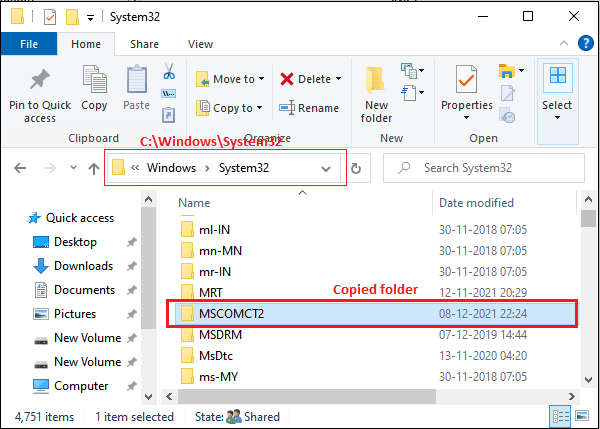 System32
File Home Share View
Pin to Quick access
Copy
Paste
Clipboard
Move to
Copy to
Delete
Rename
Organize
New folder
New
Properties
Open
Select
C:\Windows\System32
Windows System32
Search System32
Name Date modified
Quick access
Desktop
Downloads
Documents
Pictures
New Volume
New Volume
Computer
ml-IN 30-11-2018 07:05
mn-MN 30-11-2018 07:05
mr-IN 30-11-2018 07:05
Copied folder
MRT 12-11-2021 20:29
MSCOMCT2 08-12-2021 22:24
MSDRM 07-12-2019 14:44
MsDtc 13-11-2020 04:20
ms-MY 30-11-2018 07:05
4,751 items 1 item selected State: Shared